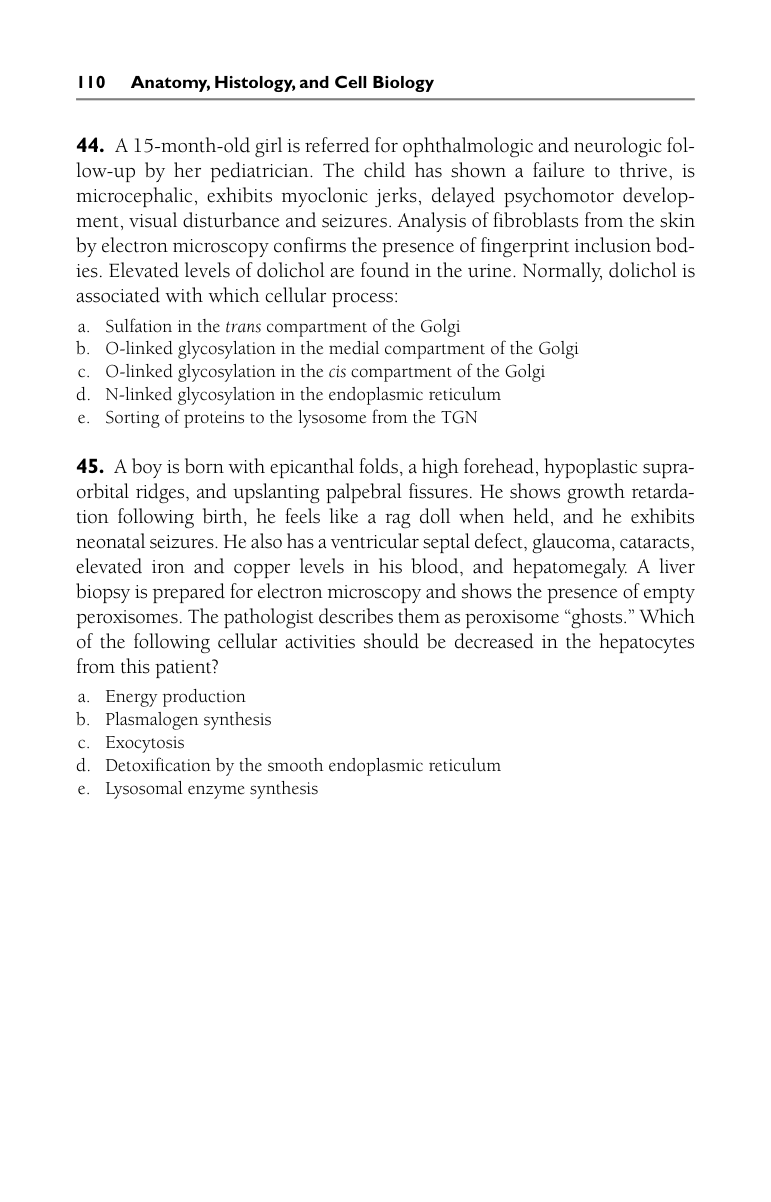 110 Anatomy, Histology, and Cell Biology
44. A 15-month-old girl is referred for ophthalmologic and neurologic fol-
low-up by her pediatrician. The child has shown a failure to thrive, is
microcephalic, exhibits myoclonic jerks, delayed psychomotor develop-
ment, visual disturbance and seizures. Analysis of fibroblasts from the skin
by electron microscopy confirms the presence of fingerprint inclusion bod-
ies. Elevated levels of dolichol are found in the urine. Normally, dolichol is
associated with which cellular process:
a. Sulfation in the trans compartment of the Golgi
b. O-linked glycosylation in the medial compartment of the Golgi
c. O-linked glycosylation in the cis compartment of the Golgi
d. N-linked glycosylation in the endoplasmic reticulum
e. Sorting of proteins to the lysosome from the TGN
45. A boy is born with epicanthal folds, a high forehead, hypoplastic supra-
orbital ridges, and upslanting palpebral fissures. He shows growth retarda-
tion following birth, he feels like a rag doll when held, and he exhibits
neonatal seizures. He also has a ventricular septal defect, glaucoma, cataracts,
elevated iron and copper levels in his blood, and hepatomegaly. A liver
biopsy is prepared for electron microscopy and shows the presence of empty
peroxisomes. The pathologist describes them as peroxisome “ghosts.” Which
of the following cellular activities should be decreased in the hepatocytes
from this patient?
a. Energy production
b. Plasmalogen synthesis
c. Exocytosis
d. Detoxification by the smooth endoplasmic reticulum
e. Lysosomal enzyme synthesis